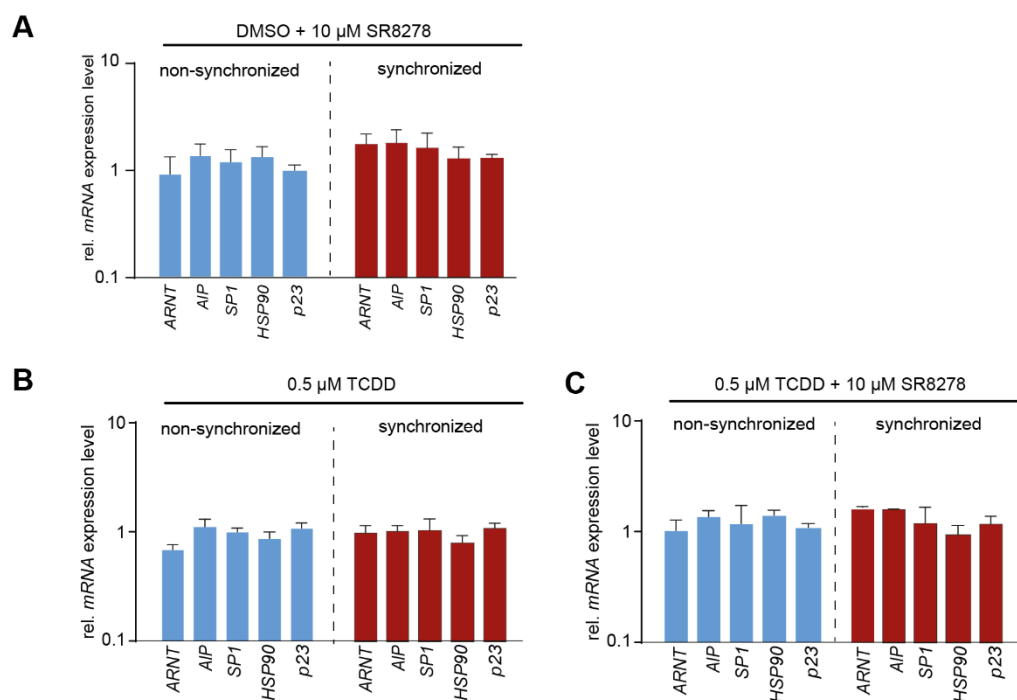 A
DMSO + 10 µM SR8278
non-synchronized
synchronized
rel. mRNA expression level
10
1
0.1
ARNT
AIP
SP1
HSP90
p23
ARNT
AIP
SP1
HSP90
p23
B
0.5 µM TCDD
non-synchronized
synchronized
rel. mRNA expression level
10
1
0.1
ARNT
AIP
SP1
HSP90
p23
ARNT
AIP
SP1
HSP90
p23
C
0.5 µM TCDD + 10 µM SR8278
non-synchronized
synchronized
rel. mRNA expression level
10
1
0.1
ARNT
AIP
SP1
HSP90
p23
ARNT
AIP
SP1
HSP90
p23